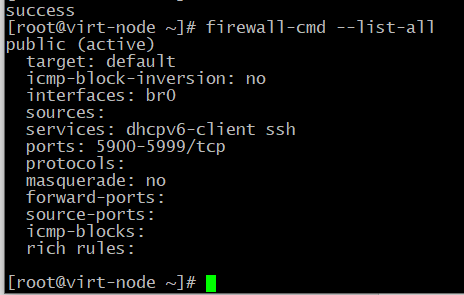 success
[root@virt-node ~]# firewall-cmd --list-all
public (active)
  target: default
  icmp-block-inversion: no
  interfaces: br0
  sources:
  services: dhcpv6-client ssh
  ports: 5900-5999/tcp
  protocols:
  masquerade: no
  forward-ports:
  source-ports:
  icmp-blocks:
  rich rules:
[root@virt-node ~]#